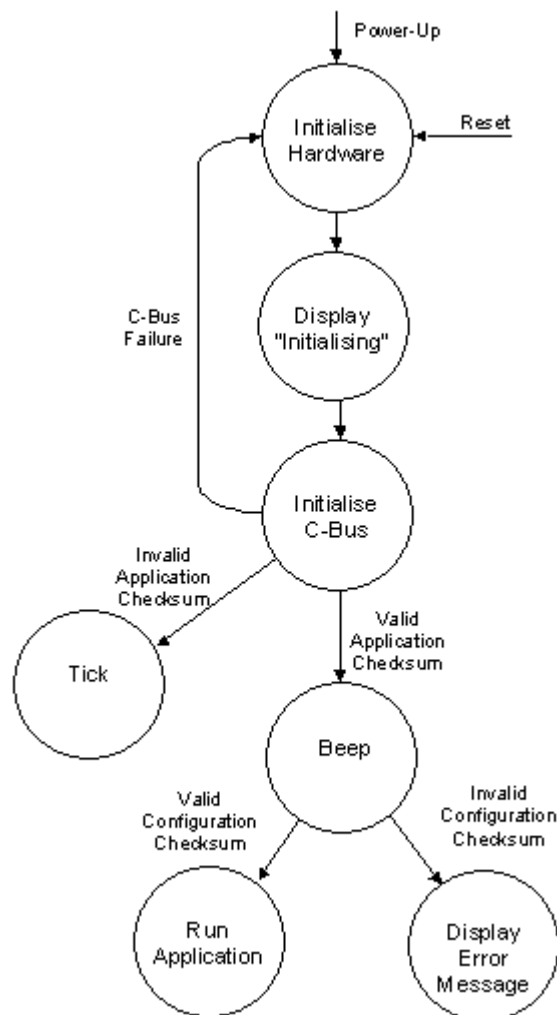 Power-Up
Initialise
Hardware
Reset
Display
"Initialising"
C-Bus
Failure
Initialise
C-Bus
Invalid
Application
Checksum
Valid
Application
Checksum
Tick
Beep
Valid
Configuration
Checksum
Invalid
Configuration
Checksum
Run
Application
Display
Error
Message